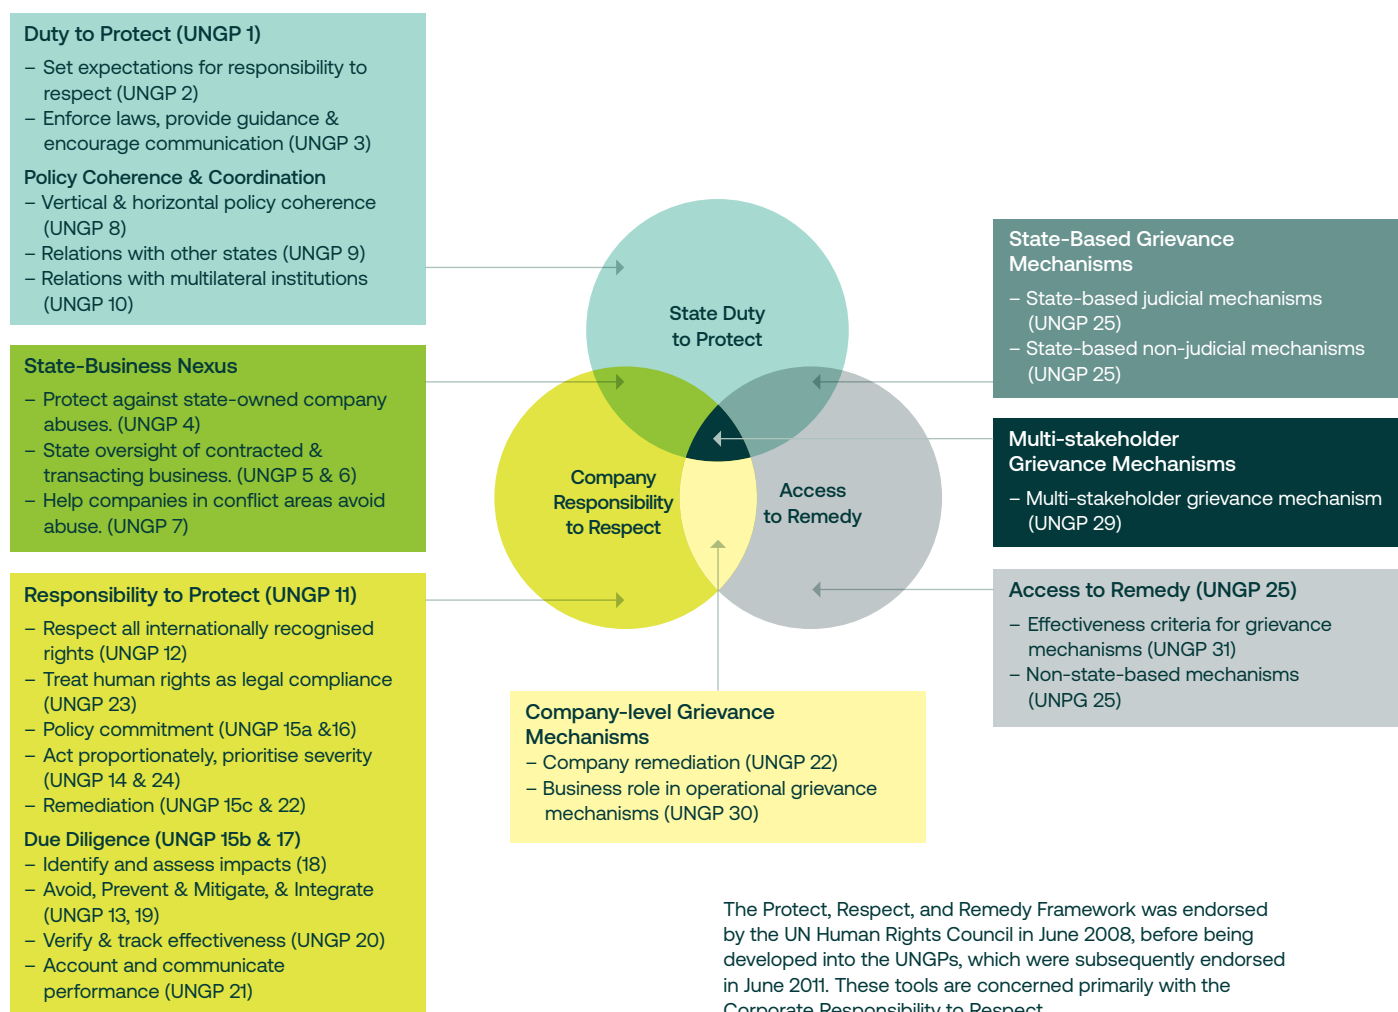 Duty to Protect (UNGP 1)
– Set expectations for responsibility to
respect (UNGP 2)
– Enforce laws, provide guidance &
encourage communication (UNGP 3)
Policy Coherence & Coordination
– Vertical & horizontal policy coherence
(UNGP 8)
– Relations with other states (UNGP 9)
– Relations with multilateral institutions
(UNGP 10)
State-Business Nexus
– Protect against state-owned company
abuses. (UNGP 4)
– State oversight of contracted &
transacting business. (UNGP 5 & 6)
– Help companies in conflict areas avoid
abuse. (UNGP 7)
Responsibility to Protect (UNGP 11)
– Respect all internationally recognised
rights (UNGP 12)
– Treat human rights as legal compliance
(UNGP 23)
– Policy commitment (UNGP 15a &16)
– Act proportionately, prioritise severity
(UNGP 14 & 24)
– Remediation (UNGP 15c & 22)
Due Diligence (UNGP 15b & 17)
– Identify and assess impacts (18)
– Avoid, Prevent & Mitigate, & Integrate
(UNGP 13, 19)
– Verify & track effectiveness (UNGP 20)
– Account and communicate
performance (UNGP 21)
State Duty
to Protect
Company
Responsibility
to Respect
Access
to Remedy
Company-level Grievance
Mechanisms
– Company remediation (UNGP 22)
– Business role in operational grievance
mechanisms (UNGP 30)
State-Based Grievance
Mechanisms
– State-based judicial mechanisms
(UNGP 25)
– State-based non-judicial mechanisms
(UNGP 25)
Multi-stakeholder
Grievance Mechanisms
– Multi-stakeholder grievance mechanism
(UNGP 29)
Access to Remedy (UNGP 25)
– Effectiveness criteria for grievance
mechanisms (UNGP 31)
– Non-state-based mechanisms
(UNPG 25)
The Protect, Respect, and Remedy Framework was endorsed
by the UN Human Rights Council in June 2008, before being
developed into the UNGPs, which were subsequently endorsed
in June 2011. These tools are concerned primarily with the
Corporate Responsibility to Respect